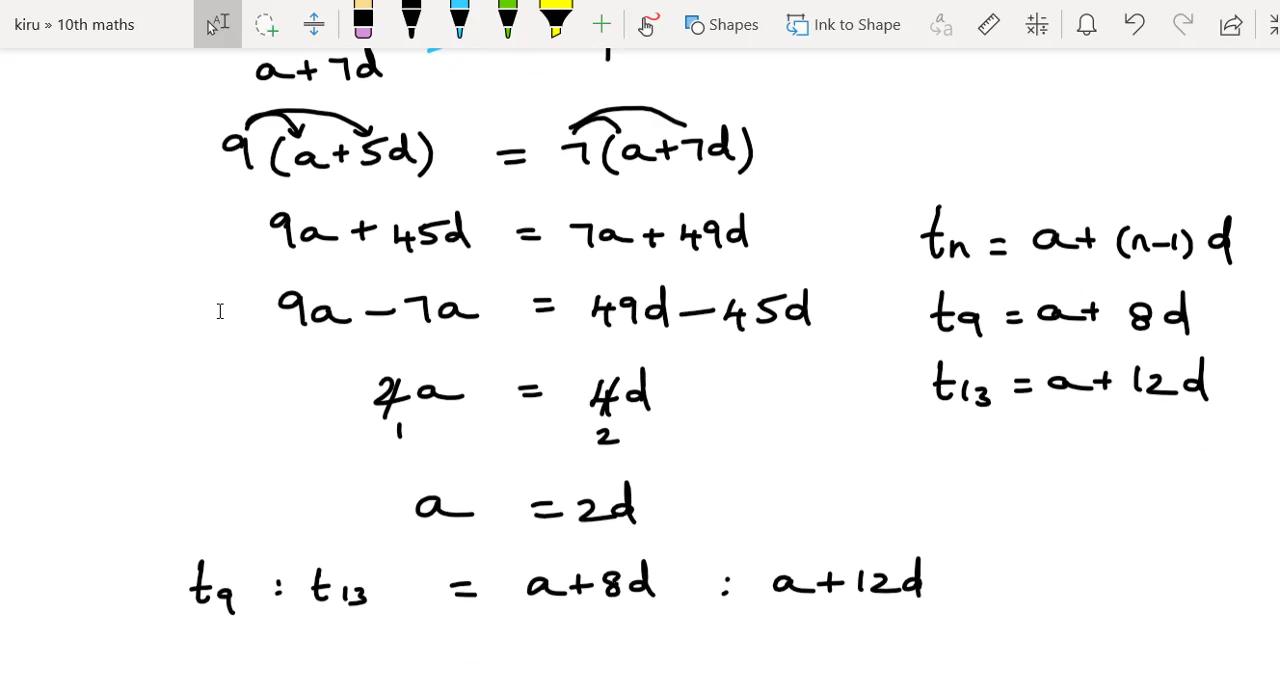 kiru » 10th maths
Shapes
Ink to Shape
a+7d
9(a+5d) = 7(a+7d)
9a+45d = 7a+49d
9a-7a = 49d-45d
2a = 4d
1 2
a = 2d
t9 : t13 = a+8d : a+12d
tn = a+(n-1)d
t9 = a+8d
t13 = a+12d